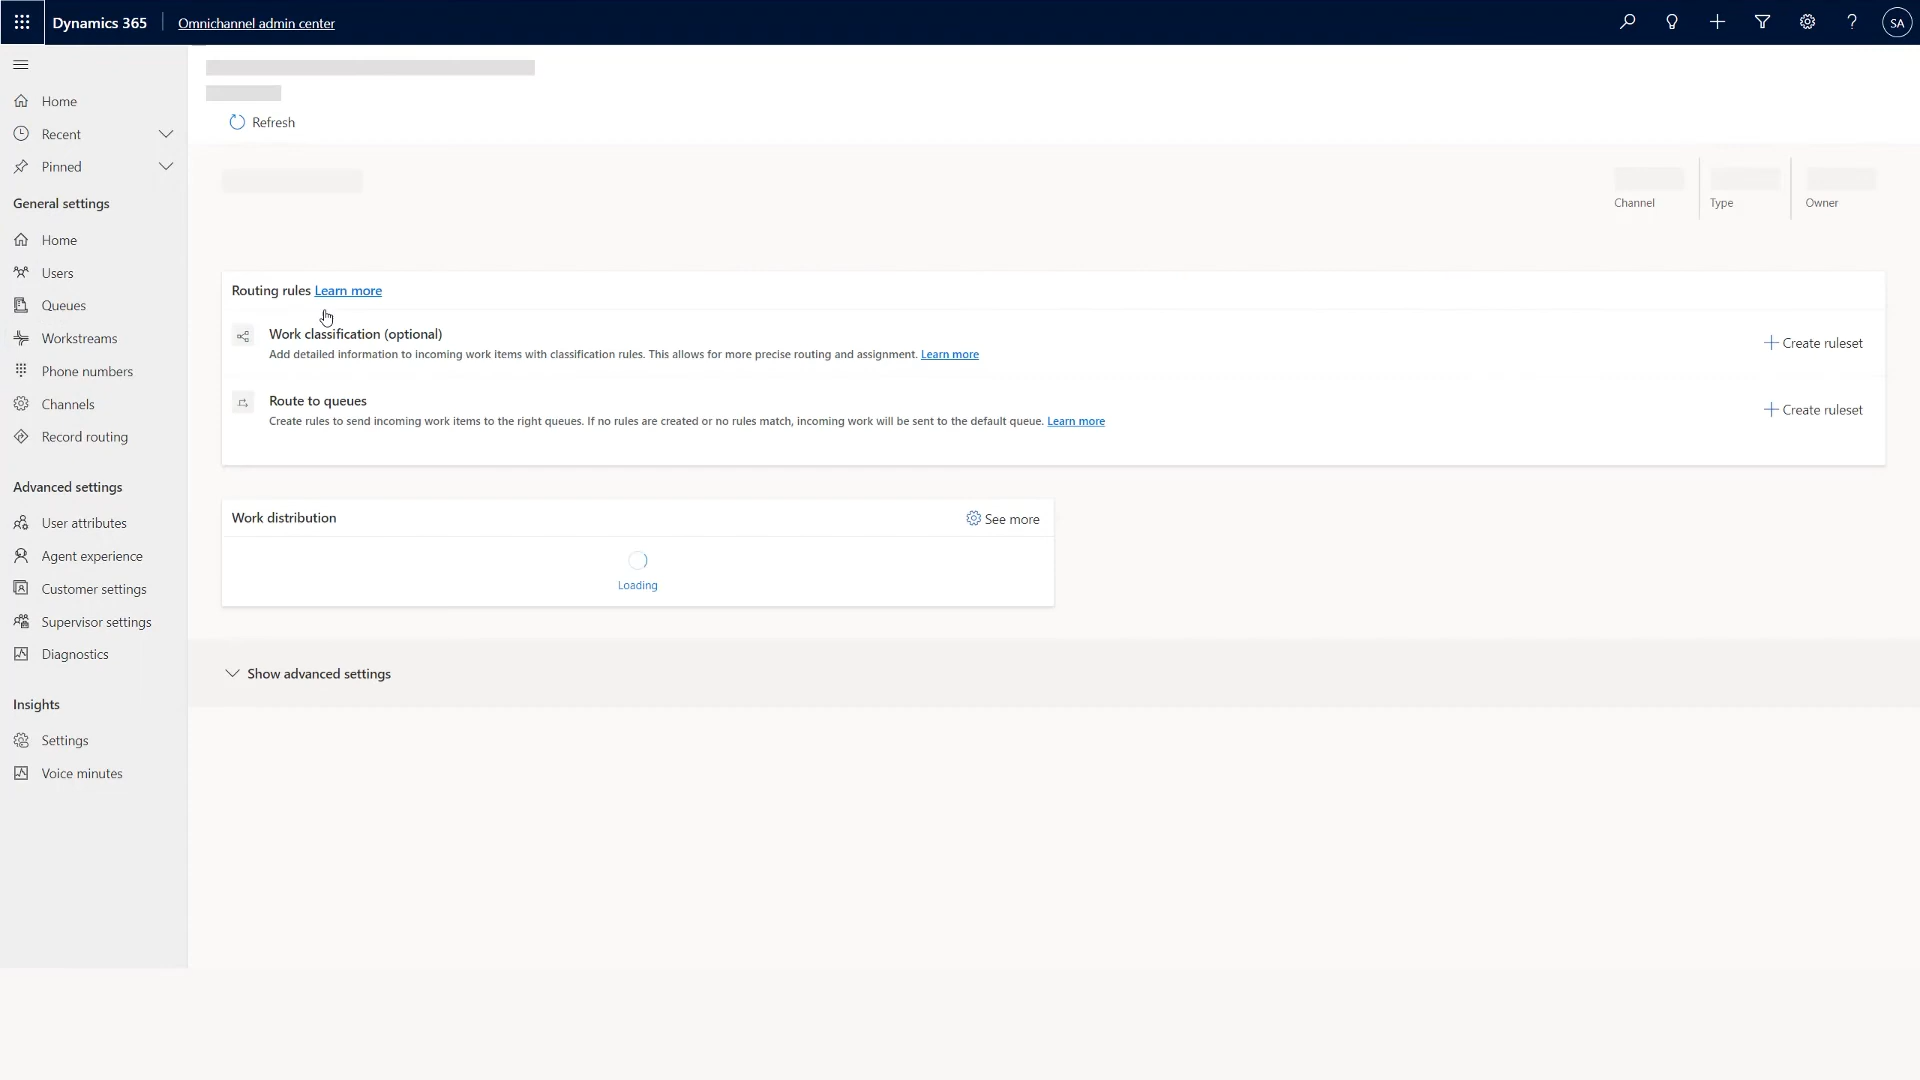 Dynamics 365
Omnichannel admin center
?
SA
Home
Recent
Pinned
General settings
Home
Users
Queues
Workstreams
Phone numbers
Channels
Record routing
Advanced settings
User attributes
Agent experience
Customer settings
Supervisor settings
Diagnostics
Insights
Settings
Voice minutes
Refresh
Channel
Type
Owner
Routing rules Learn more
Work classification (optional)
Add detailed information to incoming work items with classification rules. This allows for more precise routing and assignment. Learn more
Create ruleset
Route to queues
Create rules to send incoming work items to the right queues. If no rules are created or no rules match, incoming work will be sent to the default queue. Learn more
Create ruleset
Work distribution
See more
Loading
Show advanced settings